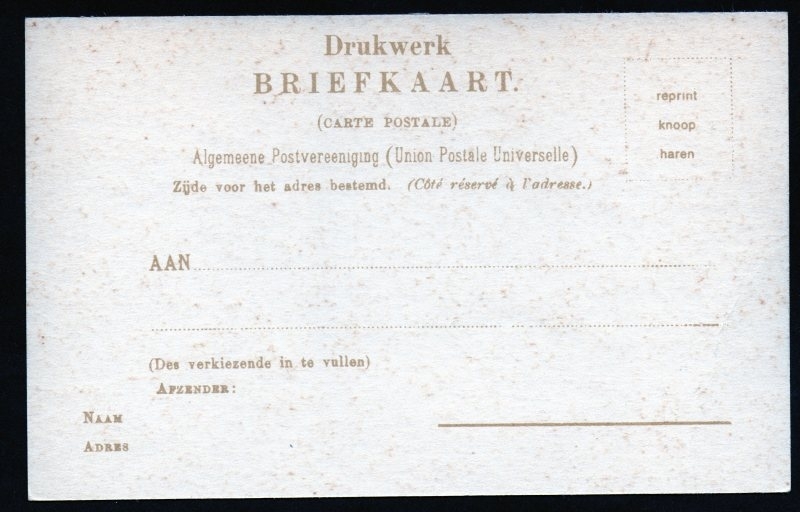 Drukwerk
BRIEFKAART.
(CARTE POSTALE)
Algemeene Postvereeniging (Union Postale Universelle)
Zijde voor het adres bestemd. (Côté réservé à l'adresse.)
reprint
knoop
haren
AAN
(Des verkiezende in te vullen)
AFZENDER:
NAAM
ADRES